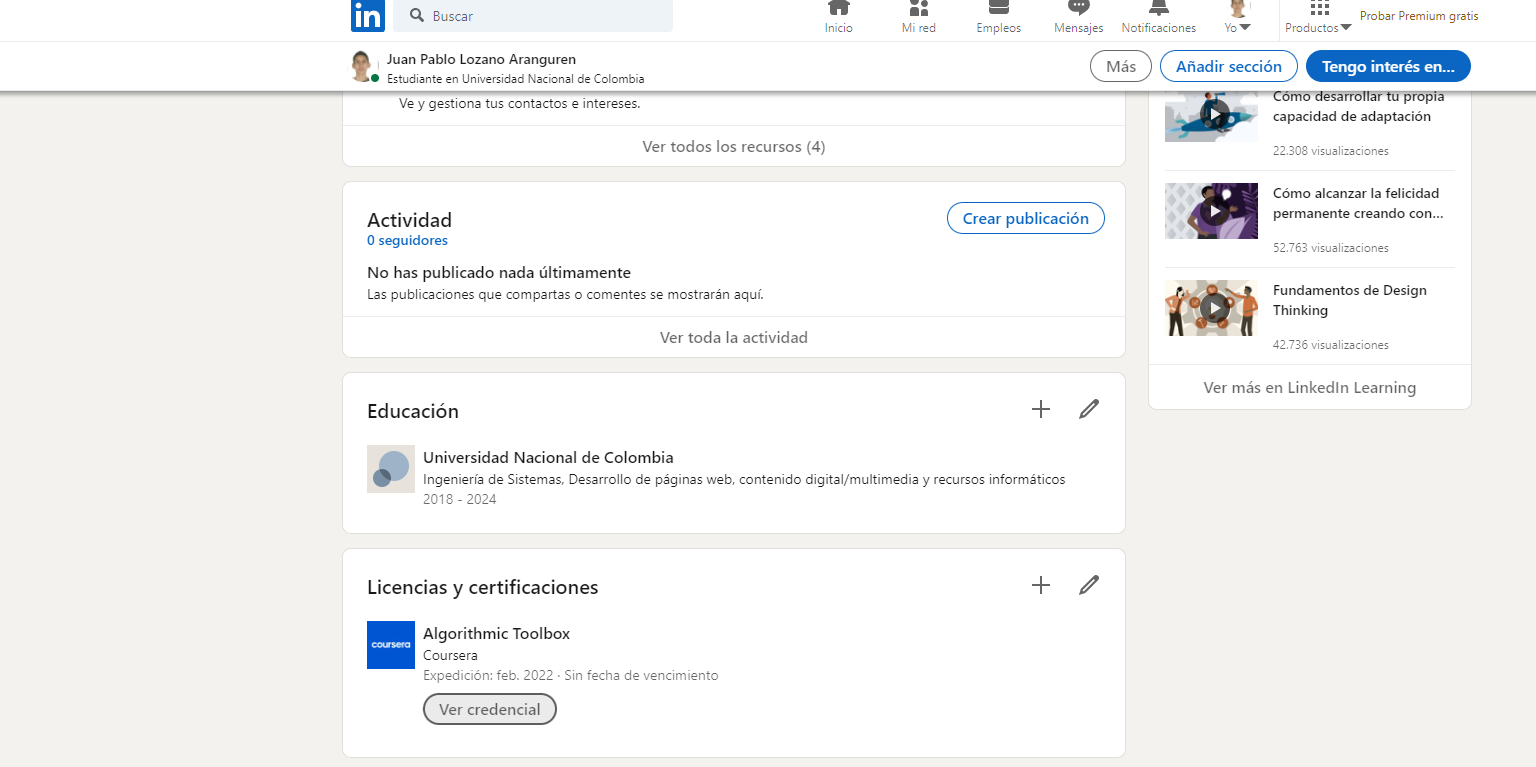 in
Buscar
Inicio
Mi red
Empleos
Mensajes
Notificaciones
Yo
Productos
Probar Premium gratis
Juan Pablo Lozano Aranguren
Estudiante en Universidad Nacional de Colombia
Más
Añadir sección
Tengo interés en...
Ve y gestiona tus contactos e intereses.
Ver todos los recursos (4)
Actividad
0 seguidores
Crear publicación
No has publicado nada últimamente
Las publicaciones que compartas o comentes se mostrarán aquí.
Ver toda la actividad
Educación
Universidad Nacional de Colombia
Ingeniería de Sistemas, Desarrollo de páginas web, contenido digital/multimedia y recursos informáticos
2018 - 2024
Licencias y certificaciones
coursera
Algorithmic Toolbox
Coursera
Expedición: feb. 2022 · Sin fecha de vencimiento
Ver credencial
Cómo desarrollar tu propia
capacidad de adaptación
22.308 visualizaciones
Cómo alcanzar la felicidad
permanente creando con...
52.763 visualizaciones
Fundamentos de Design
Thinking
42.736 visualizaciones
Ver más en LinkedIn Learning